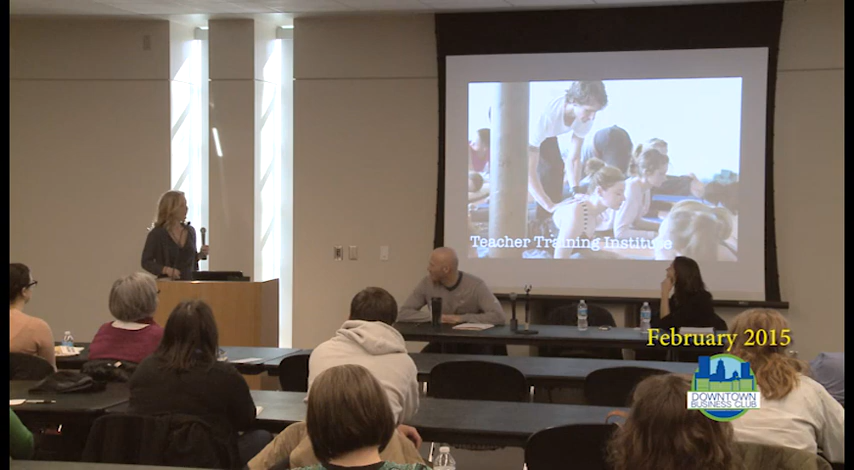 Teacher Training Institute
February 2015
DOWNTOWN
BUSINESS CLUB